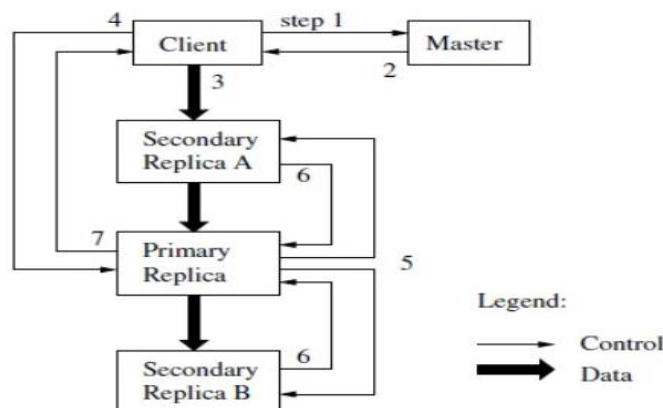 4
step 1
Client
Master
2
3
Secondary
Replica A
6
7
Primary
Replica
5
Legend:
Control
Data
6
Secondary
Replica B